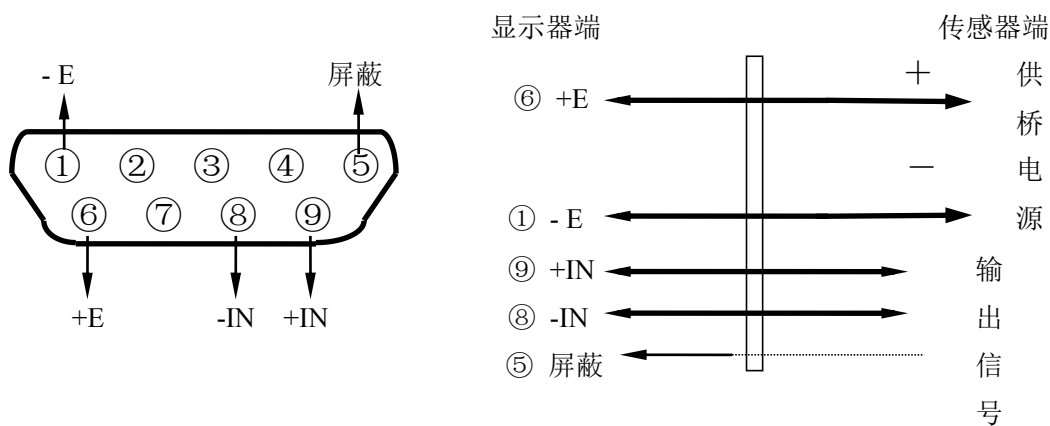 - E
屏蔽
① ② ③ ④ ⑤
⑥ ⑦ ⑧ ⑨
+E
-IN
+IN
显示器端
传感器端
⑥ +E
+
-
① - E
供桥电源
⑨ +IN
⑧ -IN
⑤ 屏蔽
输出信号